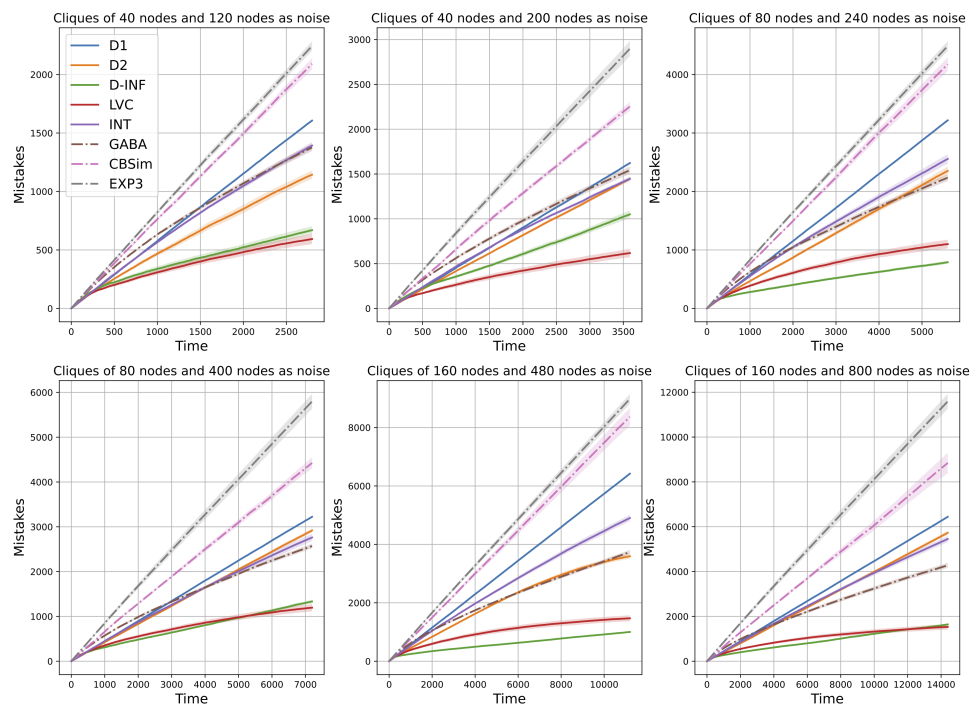 Cliques of 40 nodes and 120 nodes as noise
Cliques of 40 nodes and 200 nodes as noise
Cliques of 80 nodes and 240 nodes as noise
D1
D2
D-INF
LVC
INT
GABA
CBSim
EXP3
Mistakes
2000
1500
1000
500
0
0 500 1000 1500 2000 2500
Time
Mistakes
3000
2500
2000
1500
1000
500
0
0 500 1000 1500 2000 2500 3000 3500
Time
Mistakes
4000
3000
2000
1000
0
0 1000 2000 3000 4000 5000
Time
Cliques of 80 nodes and 400 nodes as noise
Cliques of 160 nodes and 480 nodes as noise
Cliques of 160 nodes and 800 nodes as noise
Mistakes
6000
5000
4000
3000
2000
1000
0
0 1000 2000 3000 4000 5000 6000 7000
Time
Mistakes
8000
6000
4000
2000
0
0 2000 4000 6000 8000 10000
Time
Mistakes
12000
10000
8000
6000
4000
2000
0
0 2000 4000 6000 8000 10000 12000 14000
Time